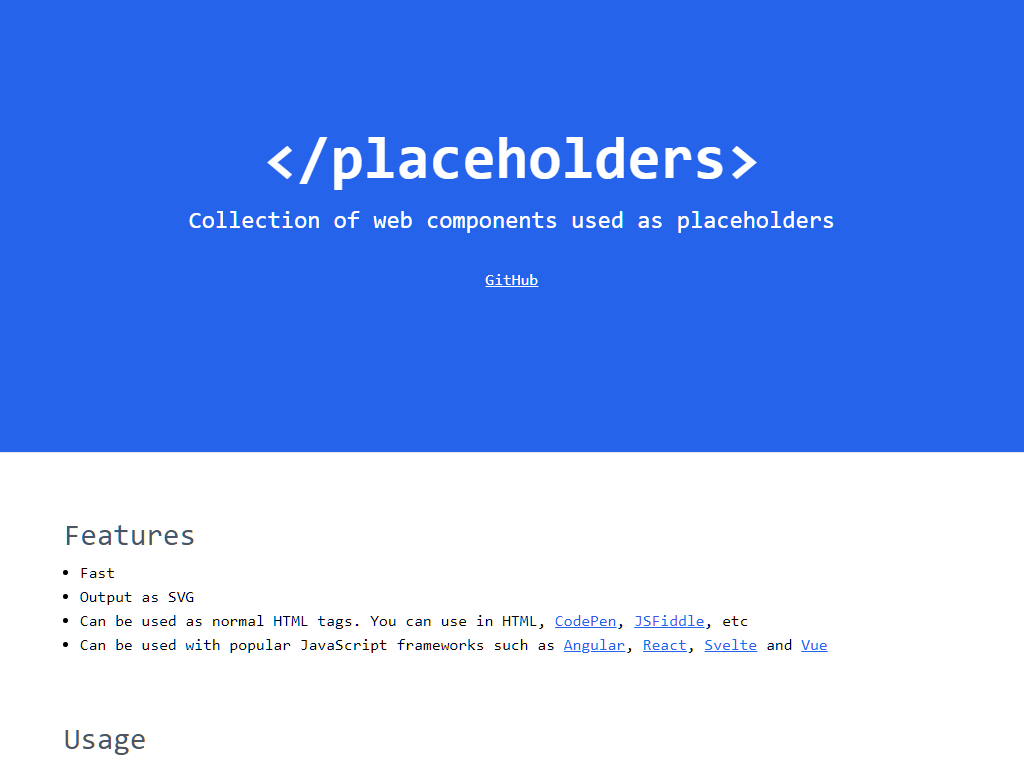 </placeholders>
Collection of web components used as placeholders
GitHub
Features
• Fast
• Output as SVG
• Can be used as normal HTML tags. You can use in HTML, CodePen, JSFiddle, etc
• Can be used with popular JavaScript frameworks such as Angular, React, Svelte and Vue
Usage